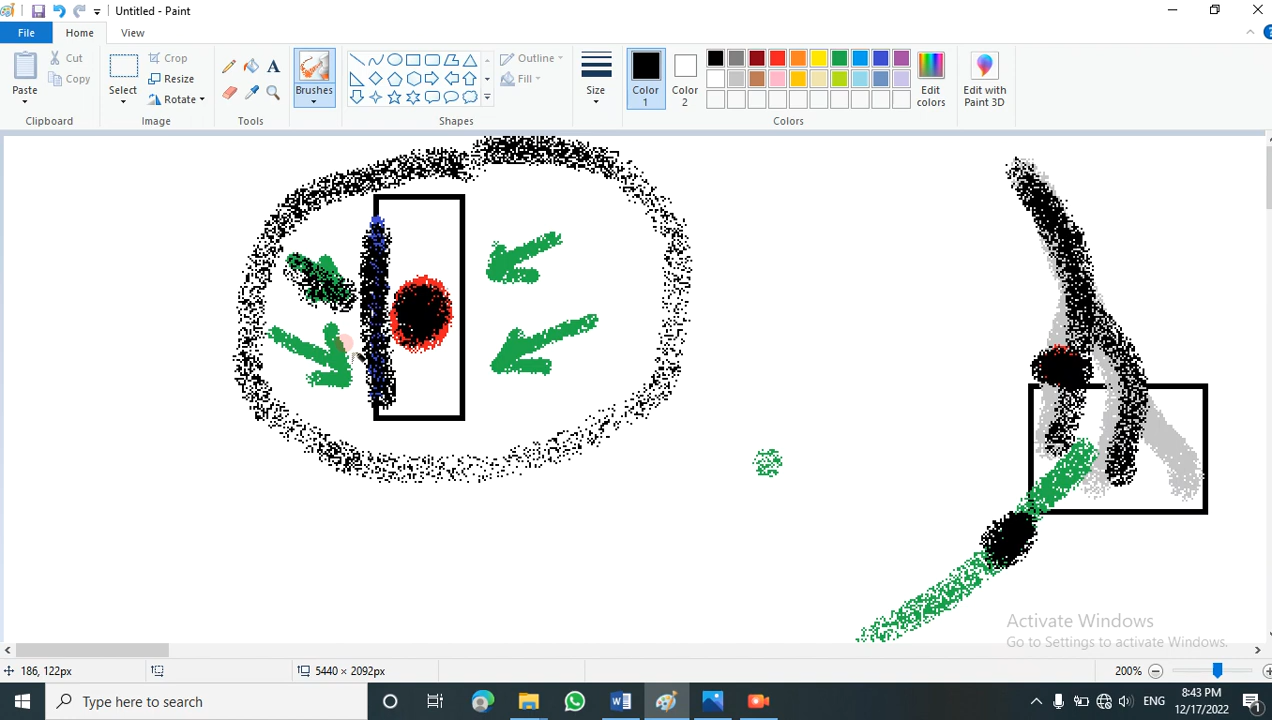 Untitled - Paint
File Home View
Paste
Cut
Copy
Clipboard
Select
Crop
Resize
Rotate
Image
Tools
Brushes
Shapes
Outline
Fill
Size
Color
1
Color
2
Edit
colors
Colors
Edit with
Paint 3D
Activate Windows
Go to Settings to activate Windows.
186, 122px
5440 × 2092px
200%
Type here to search
ENG
8:43 PM
12/17/2022